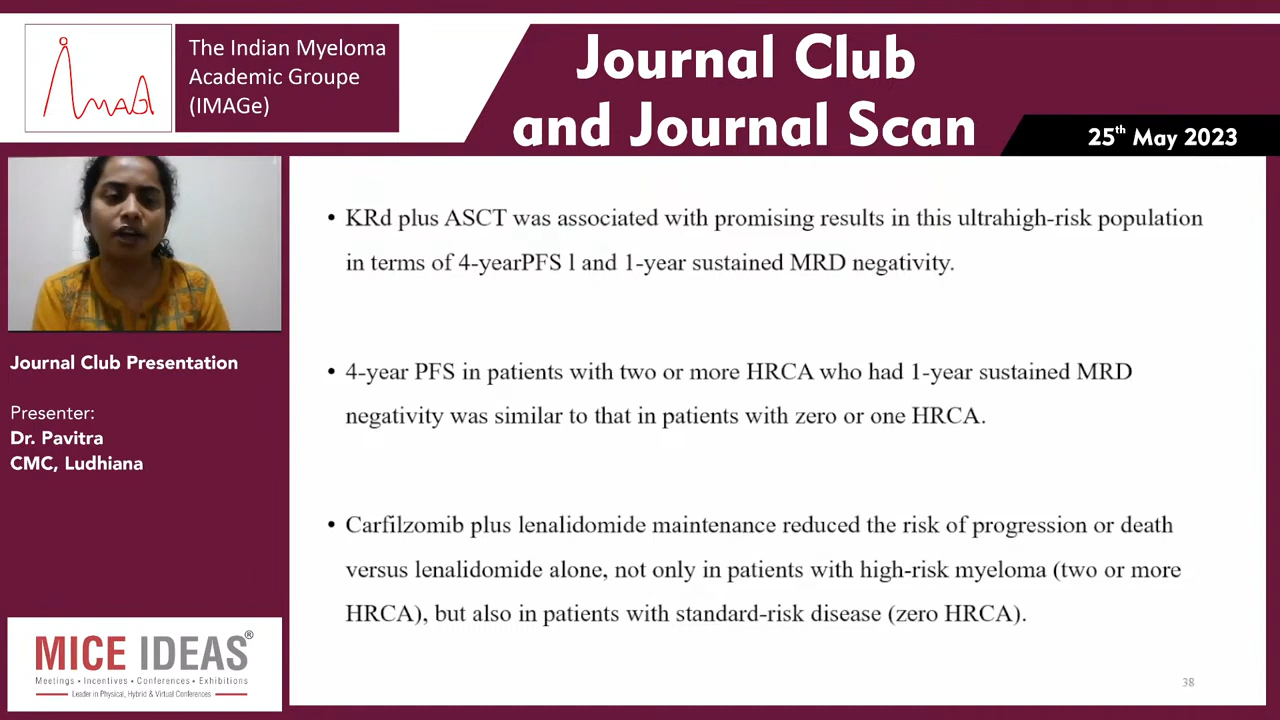 The Indian Myeloma
Academic Groupe
(IMAGe)
ImAGe
Journal Club
and Journal Scan
25th May 2023
Journal Club Presentation
Presenter:
Dr. Pavitra
CMC, Ludhiana
MICE IDEAS®
Meetings • Incentives • Conferences • Exhibitions
Leader in Physical, Hybrid & Virtual Conferences
• KRd plus ASCT was associated with promising results in this ultrahigh-risk population
in terms of 4-yearPFS l and 1-year sustained MRD negativity.
• 4-year PFS in patients with two or more HRCA who had 1-year sustained MRD
negativity was similar to that in patients with zero or one HRCA.
• Carfilzomib plus lenalidomide maintenance reduced the risk of progression or death
versus lenalidomide alone, not only in patients with high-risk myeloma (two or more
HRCA), but also in patients with standard-risk disease (zero HRCA).
38